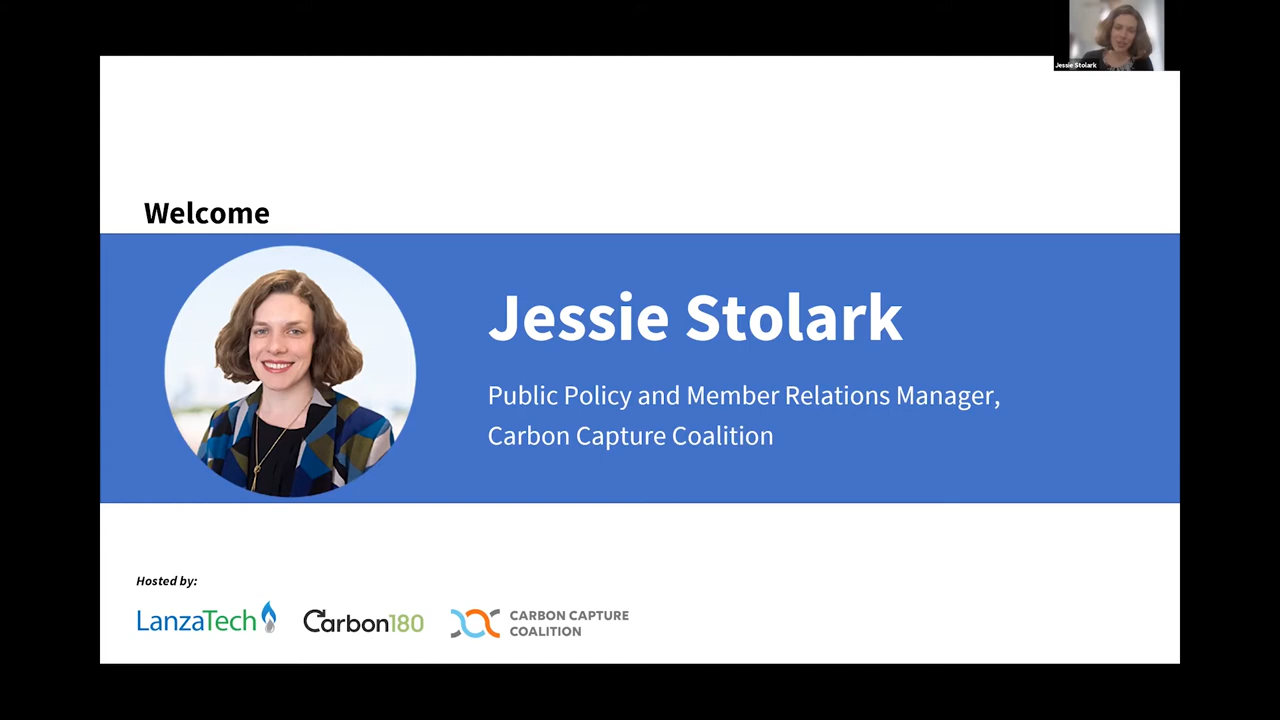 Jessie Stolark
Welcome
Jessie Stolark
Public Policy and Member Relations Manager,
Carbon Capture Coalition
Hosted by:
LanzaTech
Carbon180
CARBON CAPTURE
COALITION